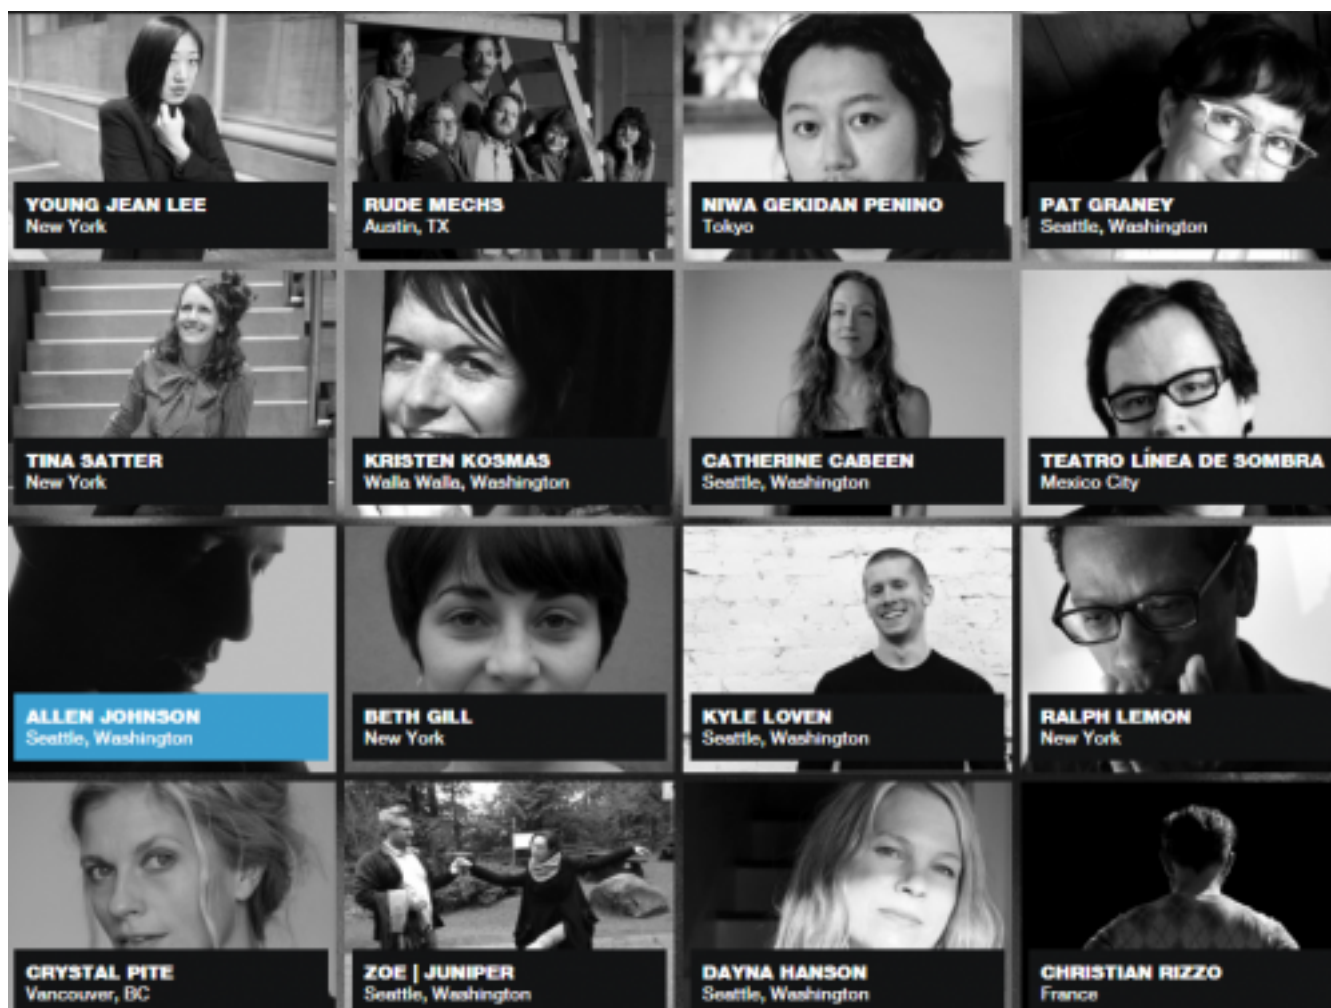 YOUNG JEAN LEE
New York
RUDE MECHS
Austin, TX
NIWA GEKIDAN PENINO
Tokyo
PAT GRANEY
Seattle, Washington
TINA SATTER
New York
KRISTEN KOSMAS
Walla Walla, Washington
CATHERINE CABEEN
Seattle, Washington
TEATRO LÍNEA DE SOMBRA
Mexico City
ALLEN JOHNSON
Seattle, Washington
BETH GILL
New York
KYLE LOVEN
Seattle, Washington
RALPH LEMON
New York
CRYSTAL PITE
Vancouver, BC
ZOE | JUNIPER
Seattle, Washington
DAYNA HANSON
Seattle, Washington
CHRISTIAN RIZZO
France